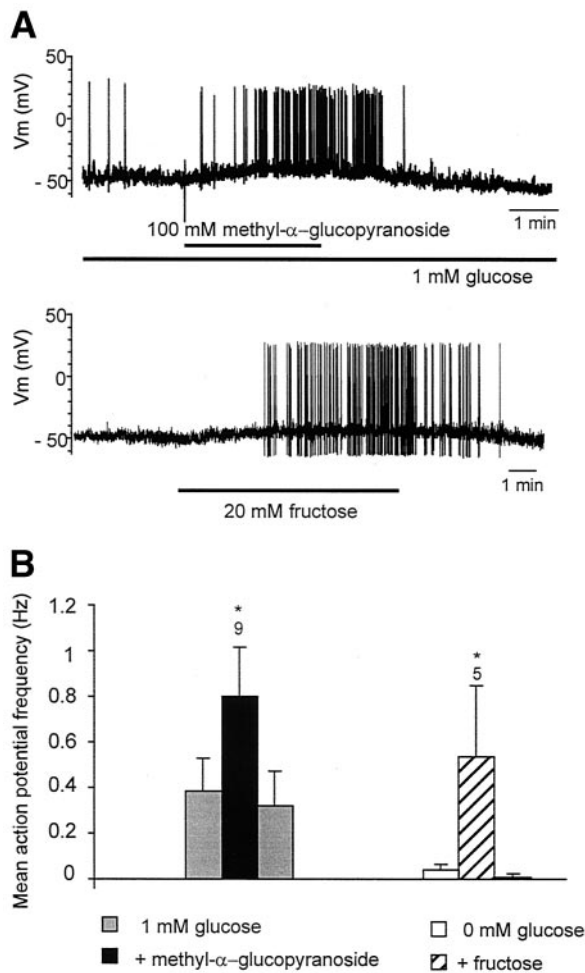 A
50
0
- 50
Vm (mV)
1 min
100 mM methyl-α-glucopyranoside
1 mM glucose
50
0
- 50
Vm (mV)
1 min
20 mM fructose
B
1.2
1
0.8
0.6
0.4
0.2
0
Mean action potential frequency (Hz)
*
9
*
5
1 mM glucose
0 mM glucose
+ methyl-α-glucopyranoside
+ fructose